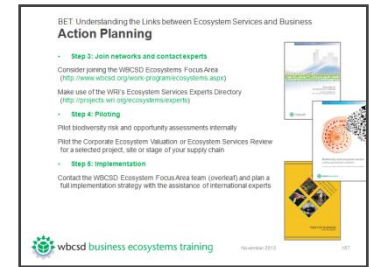 BET: Understanding the Links between Ecosystem Services and Business
Action Planning
• Step 3: Join networks and contact experts
Consider joining the WBCSD Ecosystems Focus Area
(http://www.wbcsd.org/work-program/ecosystems.aspx)
Make use of the WRI's Ecosystem Services Experts Directory
(http://projects.wri.org/ecosystems/experts)
• Step 4: Piloting
Pilot biodiversity risk and opportunity assessments internally
Pilot the Corporate Ecosystem Valuation or Ecosystem Services Review
for a selected project, site or stage of your supply chain
• Step 5: Implementation
Contact the WBCSD Ecosystem Focus Area team (overleaf) and plan a
full implementation strategy with the assistance of international experts
wbcsd business ecosystems training
November 2013